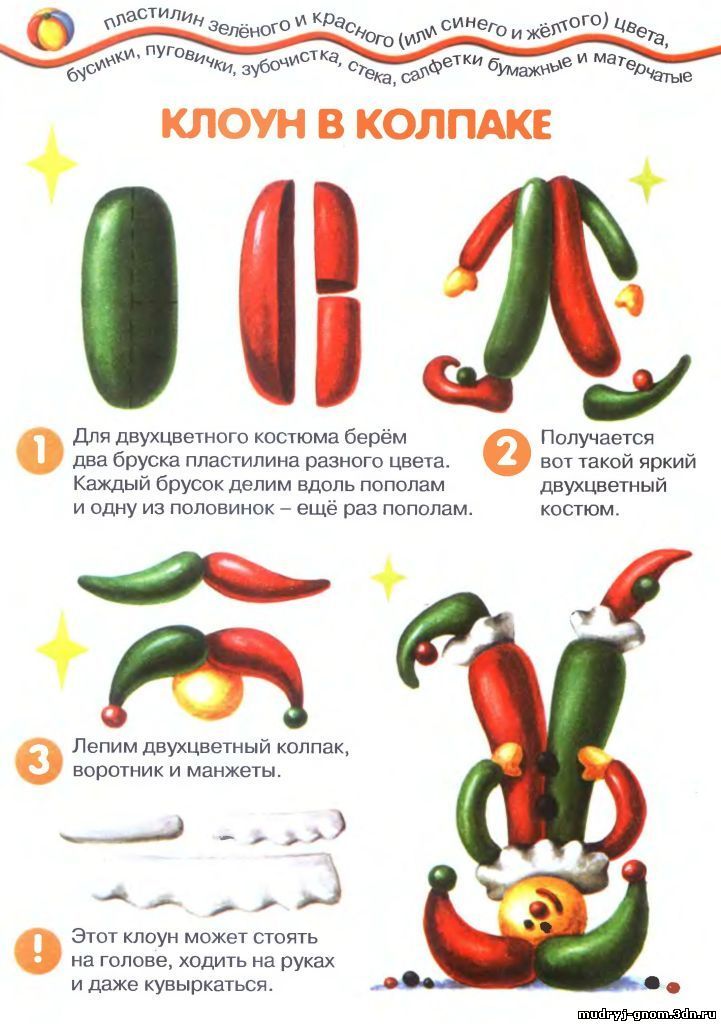 пластилин зелёного и красного (или синего и жёлтого) цвета,
бусинки, пуговички, зубочистка, стека, салфетки бумажные и матерчатые
КЛОУН В КОЛПАКЕ
1
Для двухцветного костюма берём
два бруска пластилина разного цвета.
Каждый брусок делим вдоль пополам
и одну из половинок – ещё раз пополам.
2
Получается
вот такой яркий
двухцветный
костюм.
3
Лепим двухцветный колпак,
воротник и манжеты.
!
Этот клоун может стоять
на голове, ходить на руках
и даже кувыркаться.
mudryj-gnom.3dn.ru